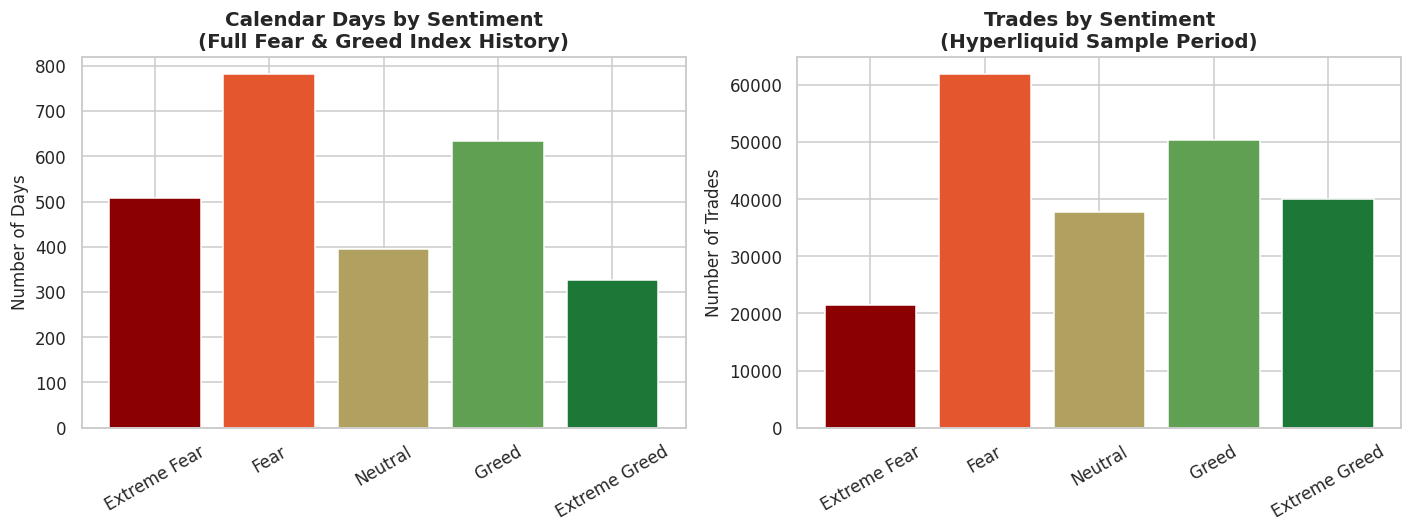 Calendar Days by Sentiment
(Full Fear & Greed Index History)
Number of Days
800
700
600
500
400
300
200
100
0
Extreme Fear
Fear
Neutral
Greed
Extreme Greed
Trades by Sentiment
(Hyperliquid Sample Period)
Number of Trades
60000
50000
40000
30000
20000
10000
0
Extreme Fear
Fear
Neutral
Greed
Extreme Greed